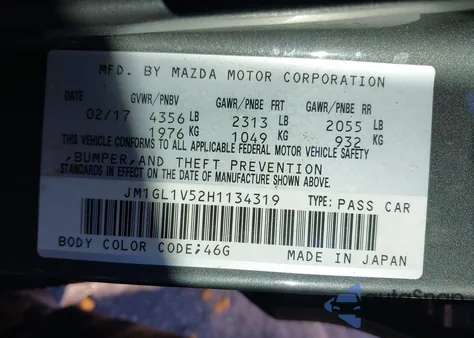 MFD. BY MAZDA MOTOR CORPORATION
DATE GVWR/PNBV GAWR/PNBE FRT GAWR/PNBE RR
02/17 4356 LB 2313 LB 2055 LB
1976 KG 1049 KG 932 KG
THIS VEHICLE CONFORMS TO ALL APPLICABLE FEDERAL MOTOR VEHICLE SAFETY
,BUMPER,AND THEFT PREVENTION
STANDARDS IN EFFECT ON THE DATE OF MANUFACTURE SHOWN ABOVE.
JM1GL1V52H1134319 TYPE: PASS CAR
BODY COLOR CODE;46G MADE IN JAPAN
autoSnap